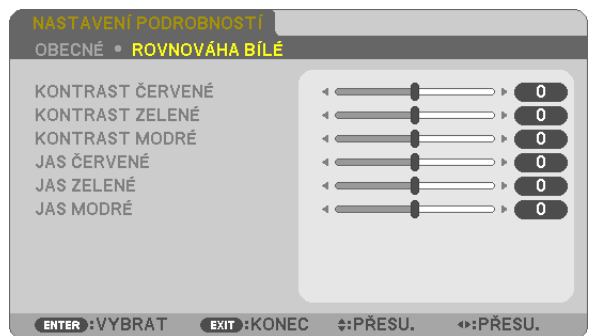 NASTAVENÍ PODROBNOSTÍ
OBECNÉ • ROVNOVÁHA BÍLÉ
KONTRAST ČERVENÉ 0
KONTRAST ZELENÉ 0
KONTRAST MODRÉ 0
JAS ČERVENÉ 0
JAS ZELENÉ 0
JAS MODRÉ 0
ENTER:VYBRAT EXIT:KONEC :PŘESU. :PŘESU.